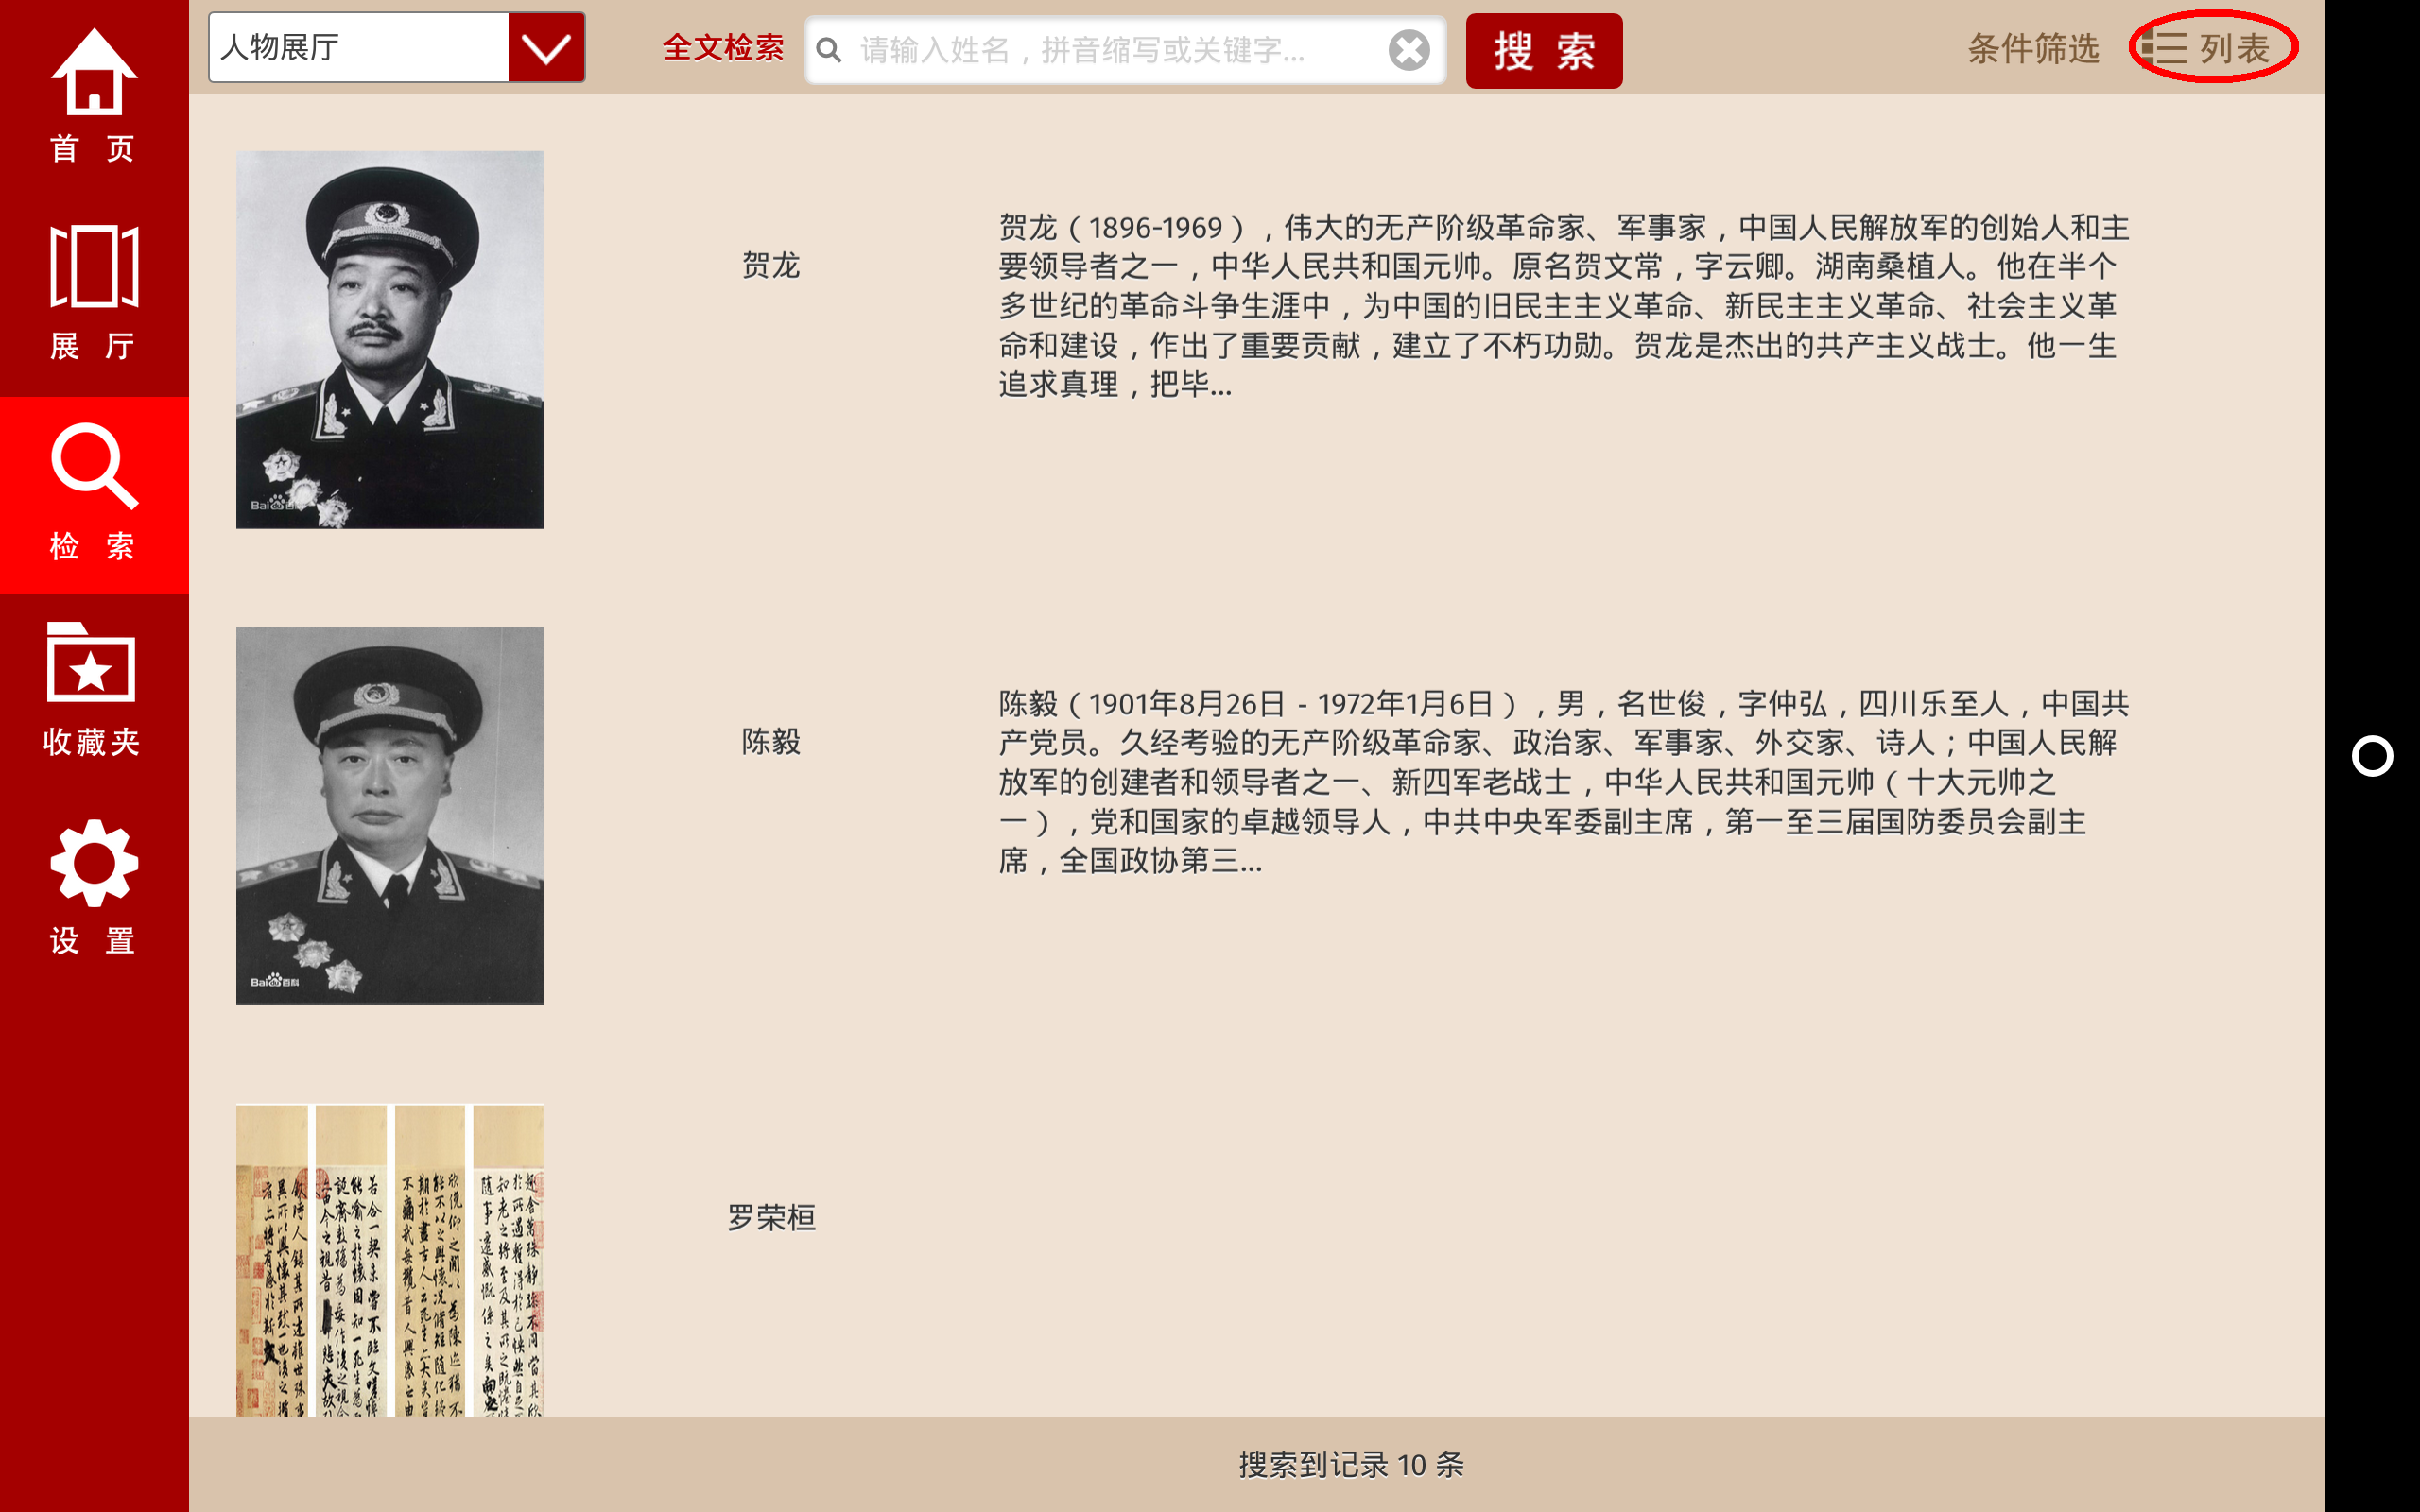 首 页
展 厅
检 索
收藏夹
设 置
人物展厅
全文检索
请输入姓名，拼音缩写或关键字...
搜 索
条件筛选
列表
贺龙
贺龙（1896-1969），伟大的无产阶级革命家、军事家，中国人民解放军的创始人和主
要领导者之一，中华人民共和国元帅。原名贺文常，字云卿。湖南桑植人。他在半个
多世纪的革命斗争生涯中，为中国的旧民主主义革命、新民主主义革命、社会主义革
命和建设，作出了重要贡献，建立了不朽功勋。贺龙是杰出的共产主义战士。他一生
追求真理，把毕...
陈毅
陈毅（1901年8月26日 - 1972年1月6日），男，名世俊，字仲弘，四川乐至人，中国共
产党员。久经考验的无产阶级革命家、政治家、军事家、外交家、诗人；中国人民解
放军的创建者和领导者之一、新四军老战士，中华人民共和国元帅（十大元帅之
一），党和国家的卓越领导人，中共中央军委副主席，第一至三届国防委员会副主
席，全国政协第三...
Bai百科
罗荣桓
搜索到记录 10 条